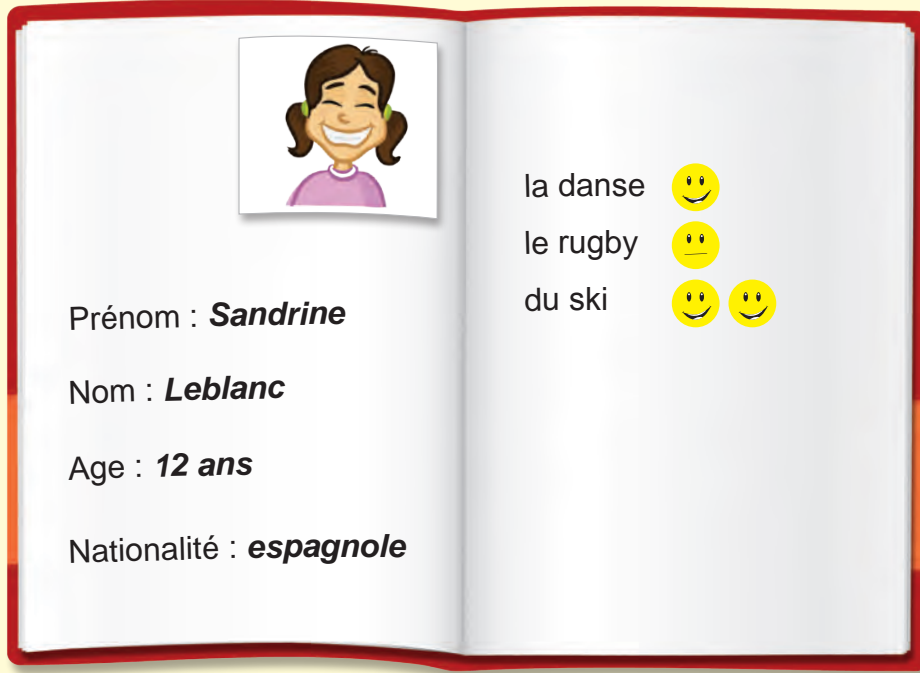 Prénom : Sandrine
Nom : Leblanc
Age : 12 ans
Nationalité : espagnole
la danse
le rugby
du ski